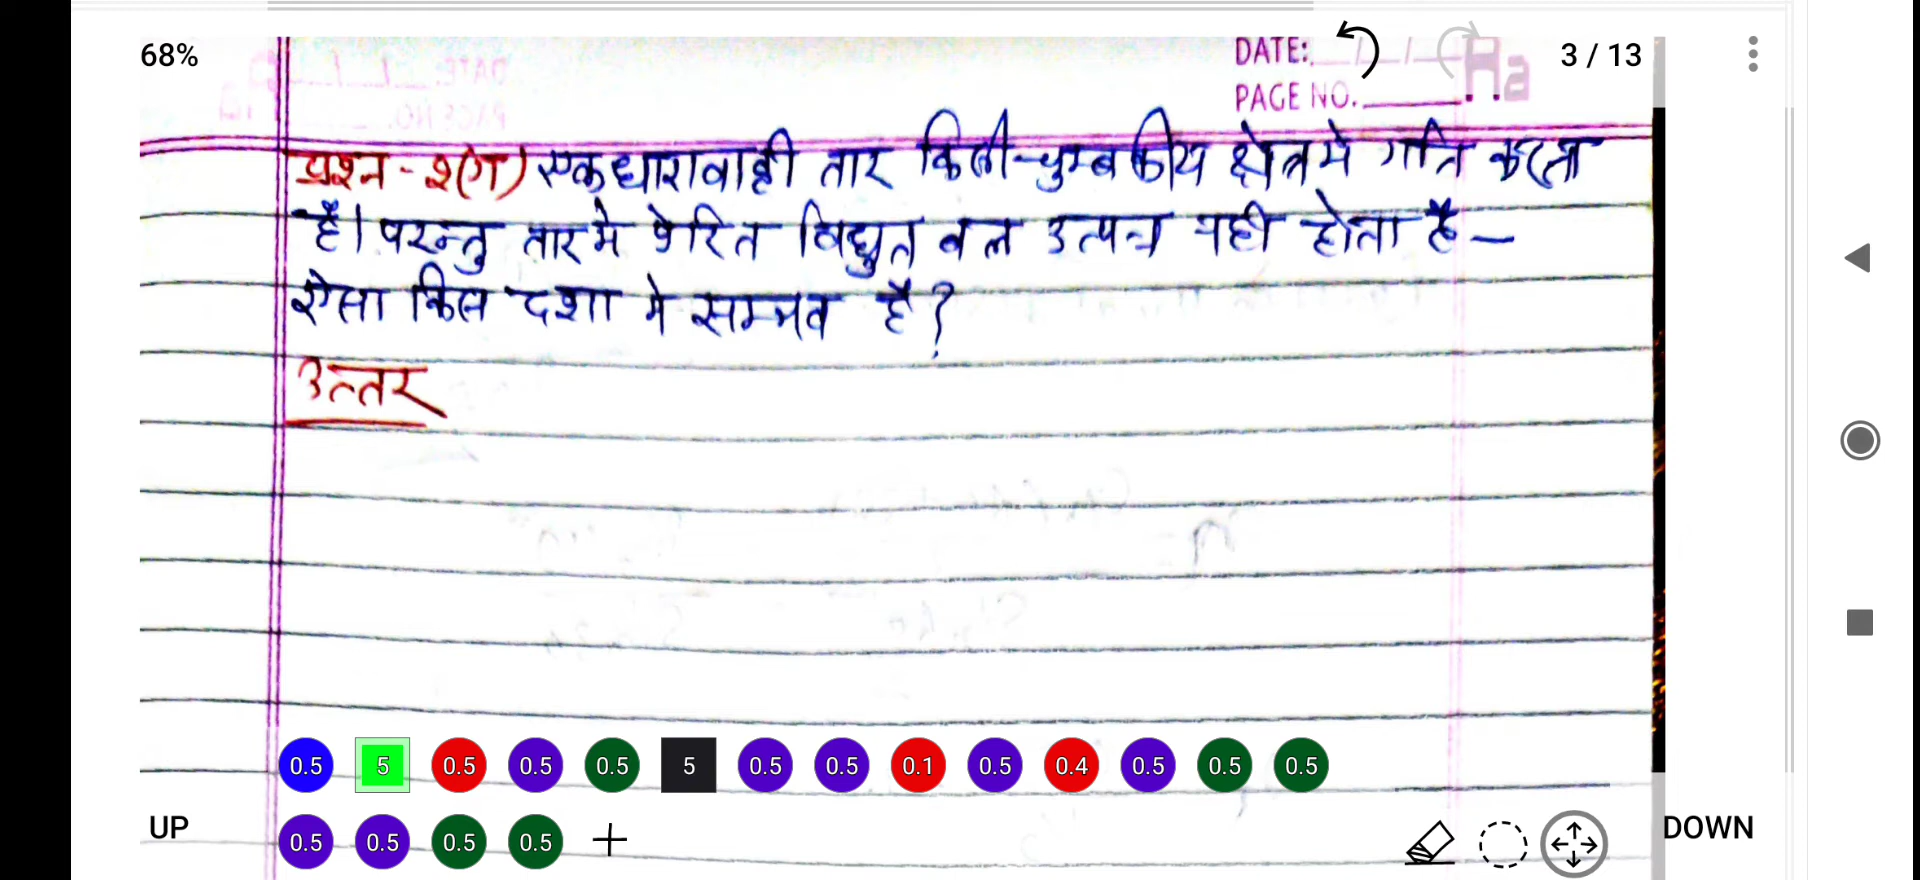 68%
DATE: / /
3 / 13
PAGE NO.
प्रश्न - २(ग) एक धारावाही तार किसी चुम्बकीय क्षेत्र मे गति करता
है। परन्तु तार मे प्रेरित विद्युत बल उत्पन्न नही होता है —
ऐसा किस दशा मे सम्भव है?
उत्तर
0.5 5 0.5 0.5 0.5 5 0.5 0.5 0.1 0.5 0.4 0.5 0.5 0.5
UP 0.5 0.5 0.5 0.5 + DOWN